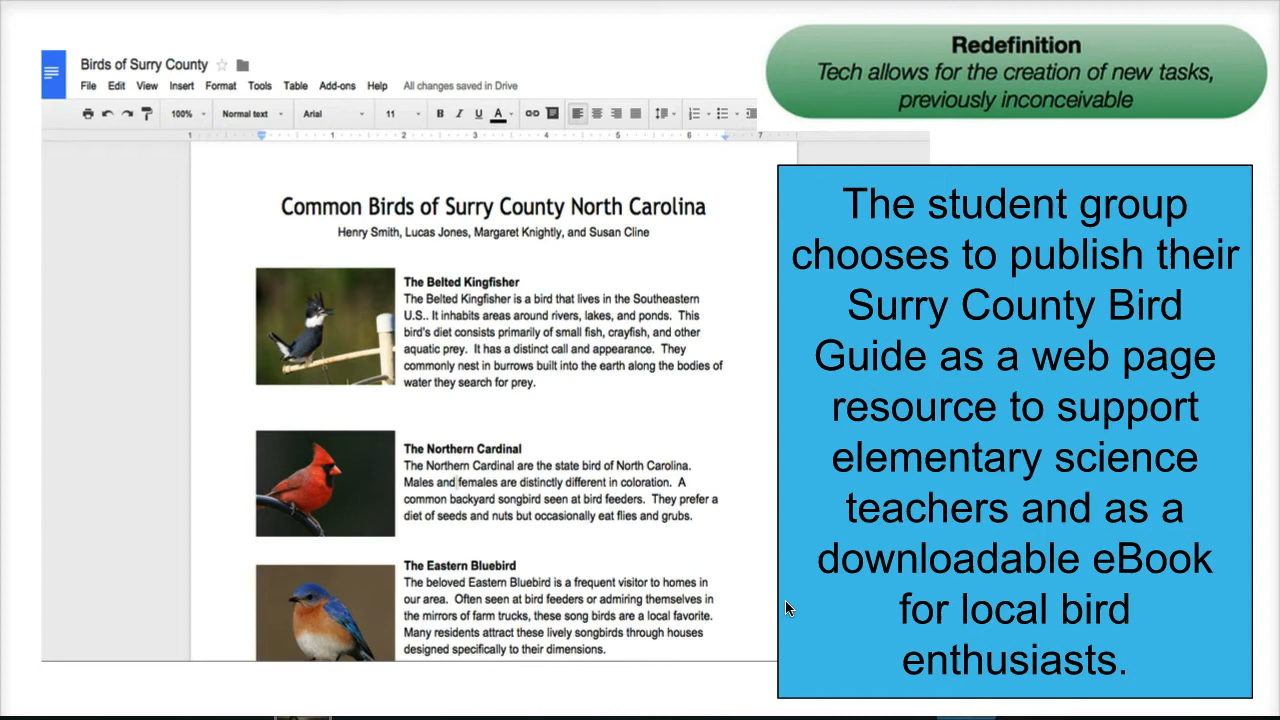 Birds of Surry County
File Edit View Insert Format Tools Table Add-ons Help All changes saved in Drive
100% Normal text Arial 11 B I U A
1 1 2 3 4 5 6 7
Common Birds of Surry County North Carolina
Henry Smith, Lucas Jones, Margaret Knightly, and Susan Cline
The Belted Kingfisher
The Belted Kingfisher is a bird that lives in the Southeastern
U.S.. It inhabits areas around rivers, lakes, and ponds. This
bird's diet consists primarily of small fish, crayfish, and other
aquatic prey. It has a distinct call and appearance. They
commonly nest in burrows built into the earth along the bodies of
water they search for prey.
The Northern Cardinal
The Northern Cardinal are the state bird of North Carolina.
Males and females are distinctly different in coloration. A
common backyard songbird seen at bird feeders. They prefer a
diet of seeds and nuts but occasionally eat flies and grubs.
The Eastern Bluebird
The beloved Eastern Bluebird is a frequent visitor to homes in
our area. Often seen at bird feeders or admiring themselves in
the mirrors of farm trucks, these song birds are a local favorite.
Many residents attract these lively songbirds through houses
designed specifically to their dimensions.
Redefinition
Tech allows for the creation of new tasks,
previously inconceivable
The student group
chooses to publish their
Surry County Bird
Guide as a web page
resource to support
elementary science
teachers and as a
downloadable eBook
for local bird
enthusiasts.